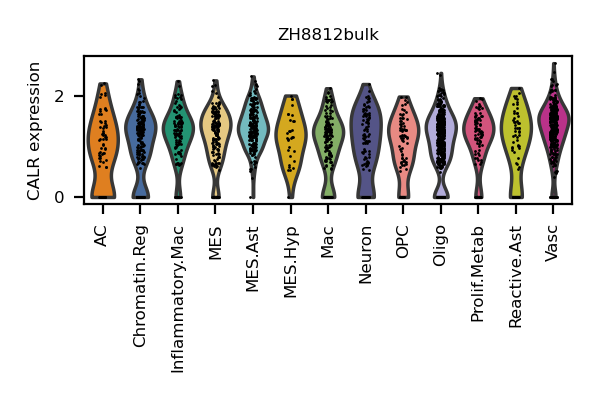 ZH8812bulk
CALR expression
2
0
AC
Chromatin.Reg
Inflammatory.Mac
MES
MES.Ast
MES.Hyp
Mac
Neuron
OPC
Oligo
Prolif.Metab
Reactive.Ast
Vasc